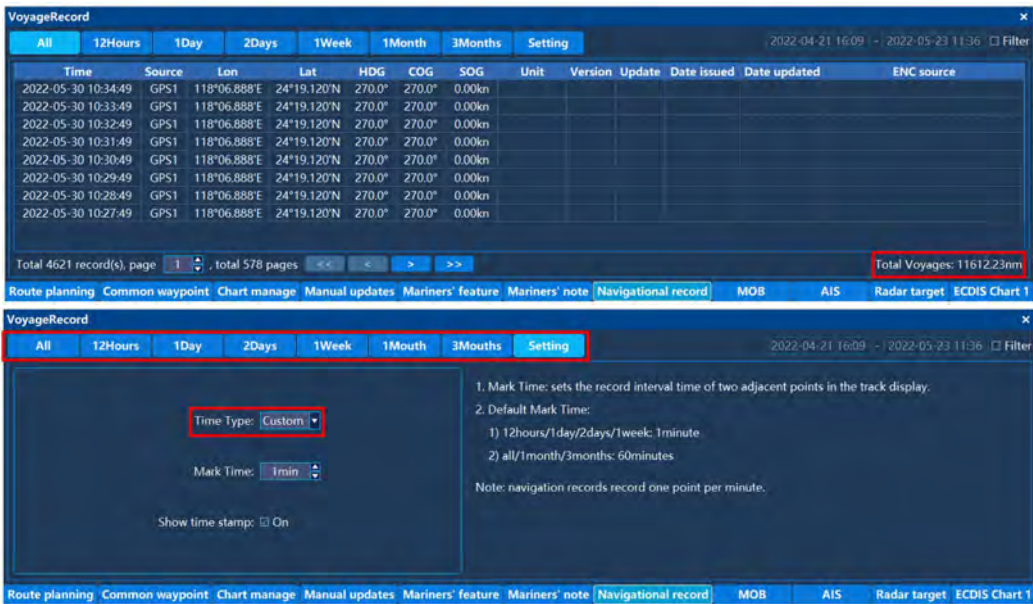 VoyageRecord ×
All 12Hours 1Day 2Days 1Week 1Month 3Months Setting 2022-04-21 16:09 - 2022-05-23 11:36 Filter
Time Source Lon Lat HDG COG SOG Unit Version Update Date issued Date updated ENC source
2022-05-30 10:34:49 GPS1 118°06.888'E 24°19.120'N 270.0° 270.0° 0.00kn
2022-05-30 10:33:49 GPS1 118°06.888'E 24°19.120'N 270.0° 270.0° 0.00kn
2022-05-30 10:32:49 GPS1 118°06.888'E 24°19.120'N 270.0° 270.0° 0.00kn
2022-05-30 10:31:49 GPS1 118°06.888'E 24°19.120'N 270.0° 270.0° 0.00kn
2022-05-30 10:30:49 GPS1 118°06.888'E 24°19.120'N 270.0° 270.0° 0.00kn
2022-05-30 10:29:49 GPS1 118°06.888'E 24°19.120'N 270.0° 270.0° 0.00kn
2022-05-30 10:28:49 GPS1 118°06.888'E 24°19.120'N 270.0° 270.0° 0.00kn
2022-05-30 10:27:49 GPS1 118°06.888'E 24°19.120'N 270.0° 270.0° 0.00kn
Total 4621 record(s), page 1 , total 578 pages << < > >> Total Voyages: 11612.23nm
Route planning Common waypoint Chart manage Manual updates Mariners' feature Mariners' note Navigational record MOB AIS Radar target ECDIS Chart 1
VoyageRecord ×
All 12Hours 1Day 2Days 1Week 1Mouth 3Mouths Setting 2022-04-21 16:09 - 2022-05-23 11:36 Filter
1. Mark Time: sets the record interval time of two adjacent points in the track display.
2. Default Mark Time:
Time Type: Custom
1) 12hours/1day/2days/1week: 1minute
2) all/1month/3months: 60minutes
Mark Time: 1min
Note: navigation records record one point per minute.
Show time stamp: On
Route planning Common waypoint Chart manage Manual updates Mariners' feature Mariners' note Navigational record MOB AIS Radar target ECDIS Chart 1